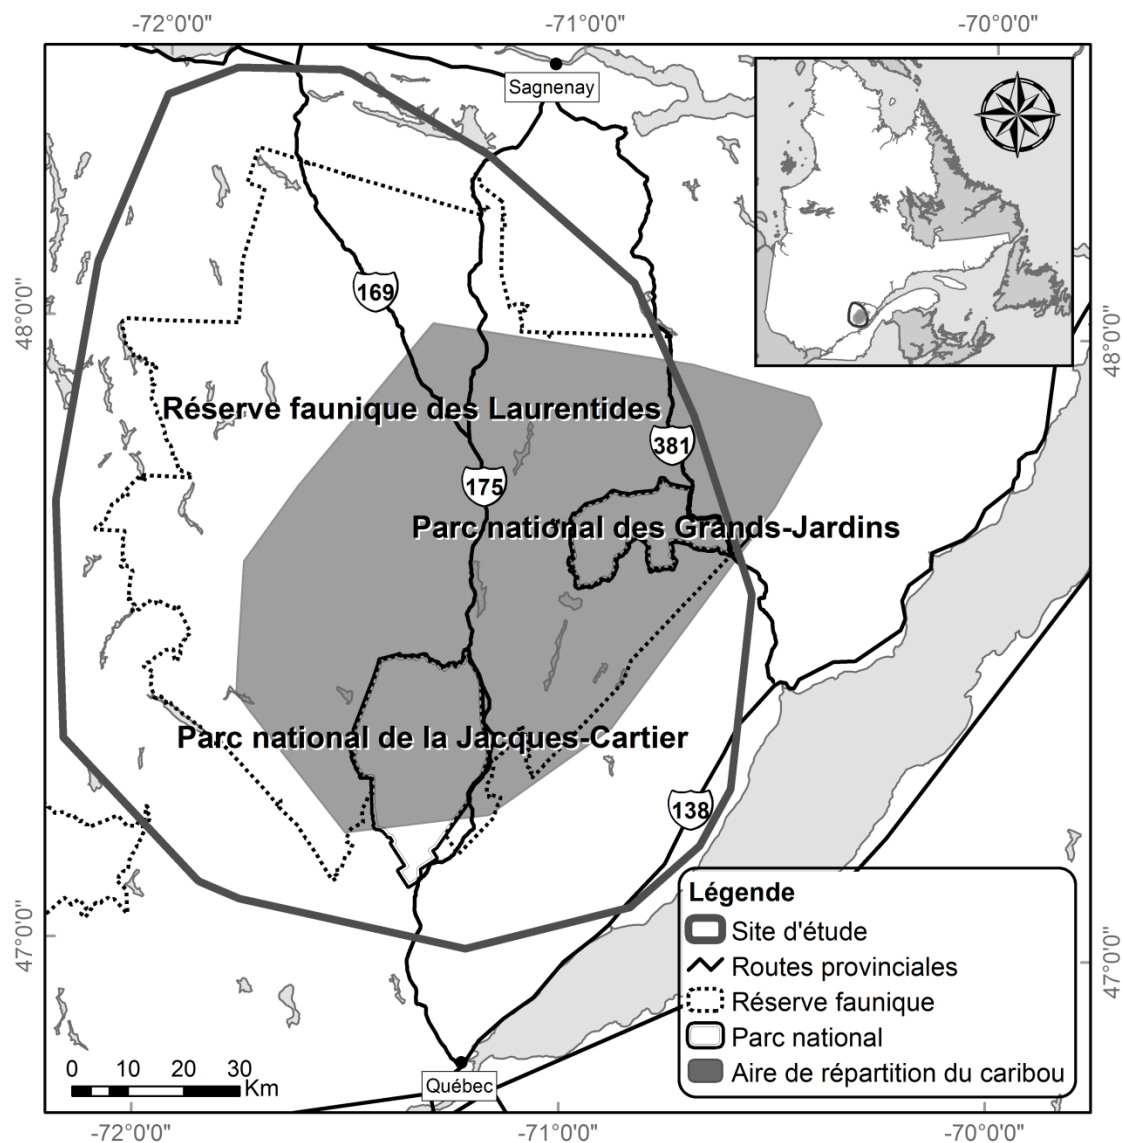 -72°0'0" -71°0'0" -70°0'0"
Sagnenay
169
48°0'0"
48°0'0"
Réserve faunique des Laurentides
381
175
Parc national des Grands-Jardins
Parc national de la Jacques-Cartier
138
Légende
Site d'étude
47°0'0"
47°0'0"
Routes provinciales
Réserve faunique
Parc national
Aire de répartition du caribou
0 10 20 30
Km
Québec
-72°0'0" -71°0'0" -70°0'0"